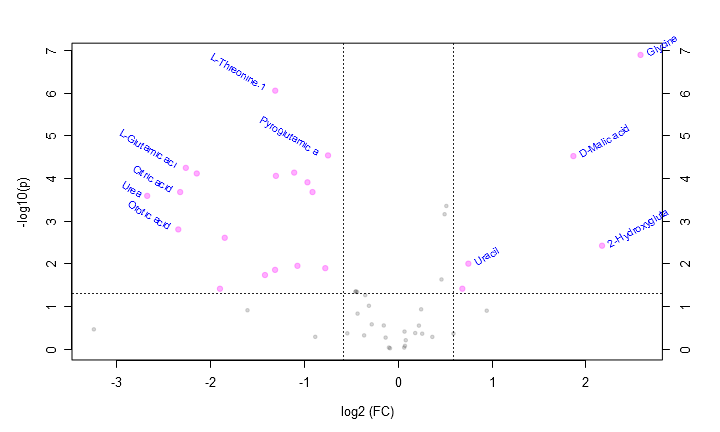 7
7
Glycine
L-Threonine-1
6
6
Pyroglutamic a
D-Malic acid
5
5
L-Glutamic aci
Citric acid
4
4
Urea
Orotic acid
3
3
2-Hydroxygluta
Uracil
2
2
1
1
0
0
-log10(p)
-3
-2
-1
0
1
2
log2 (FC)